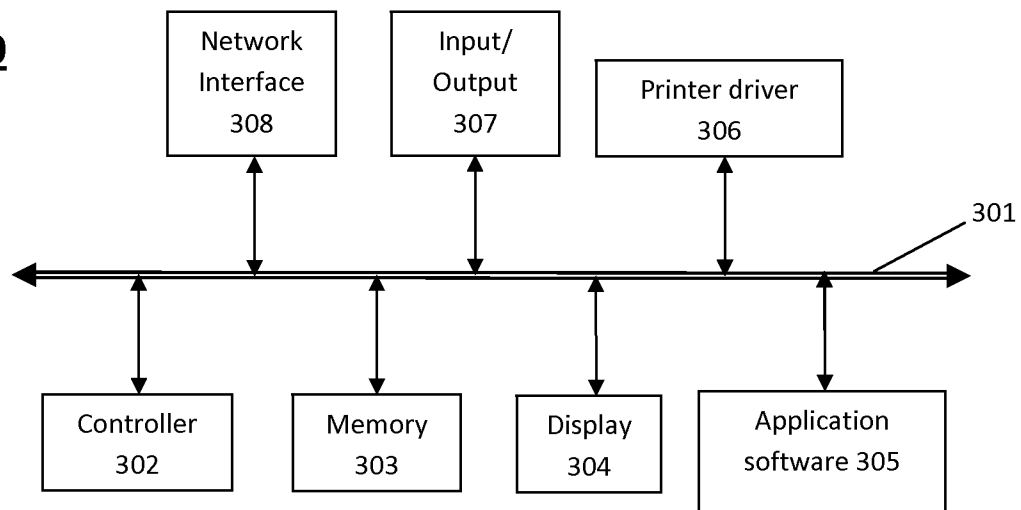 Network
Interface
308
Input/
Output
307
Printer driver
306
301
Controller
302
Memory
303
Display
304
Application
software 305